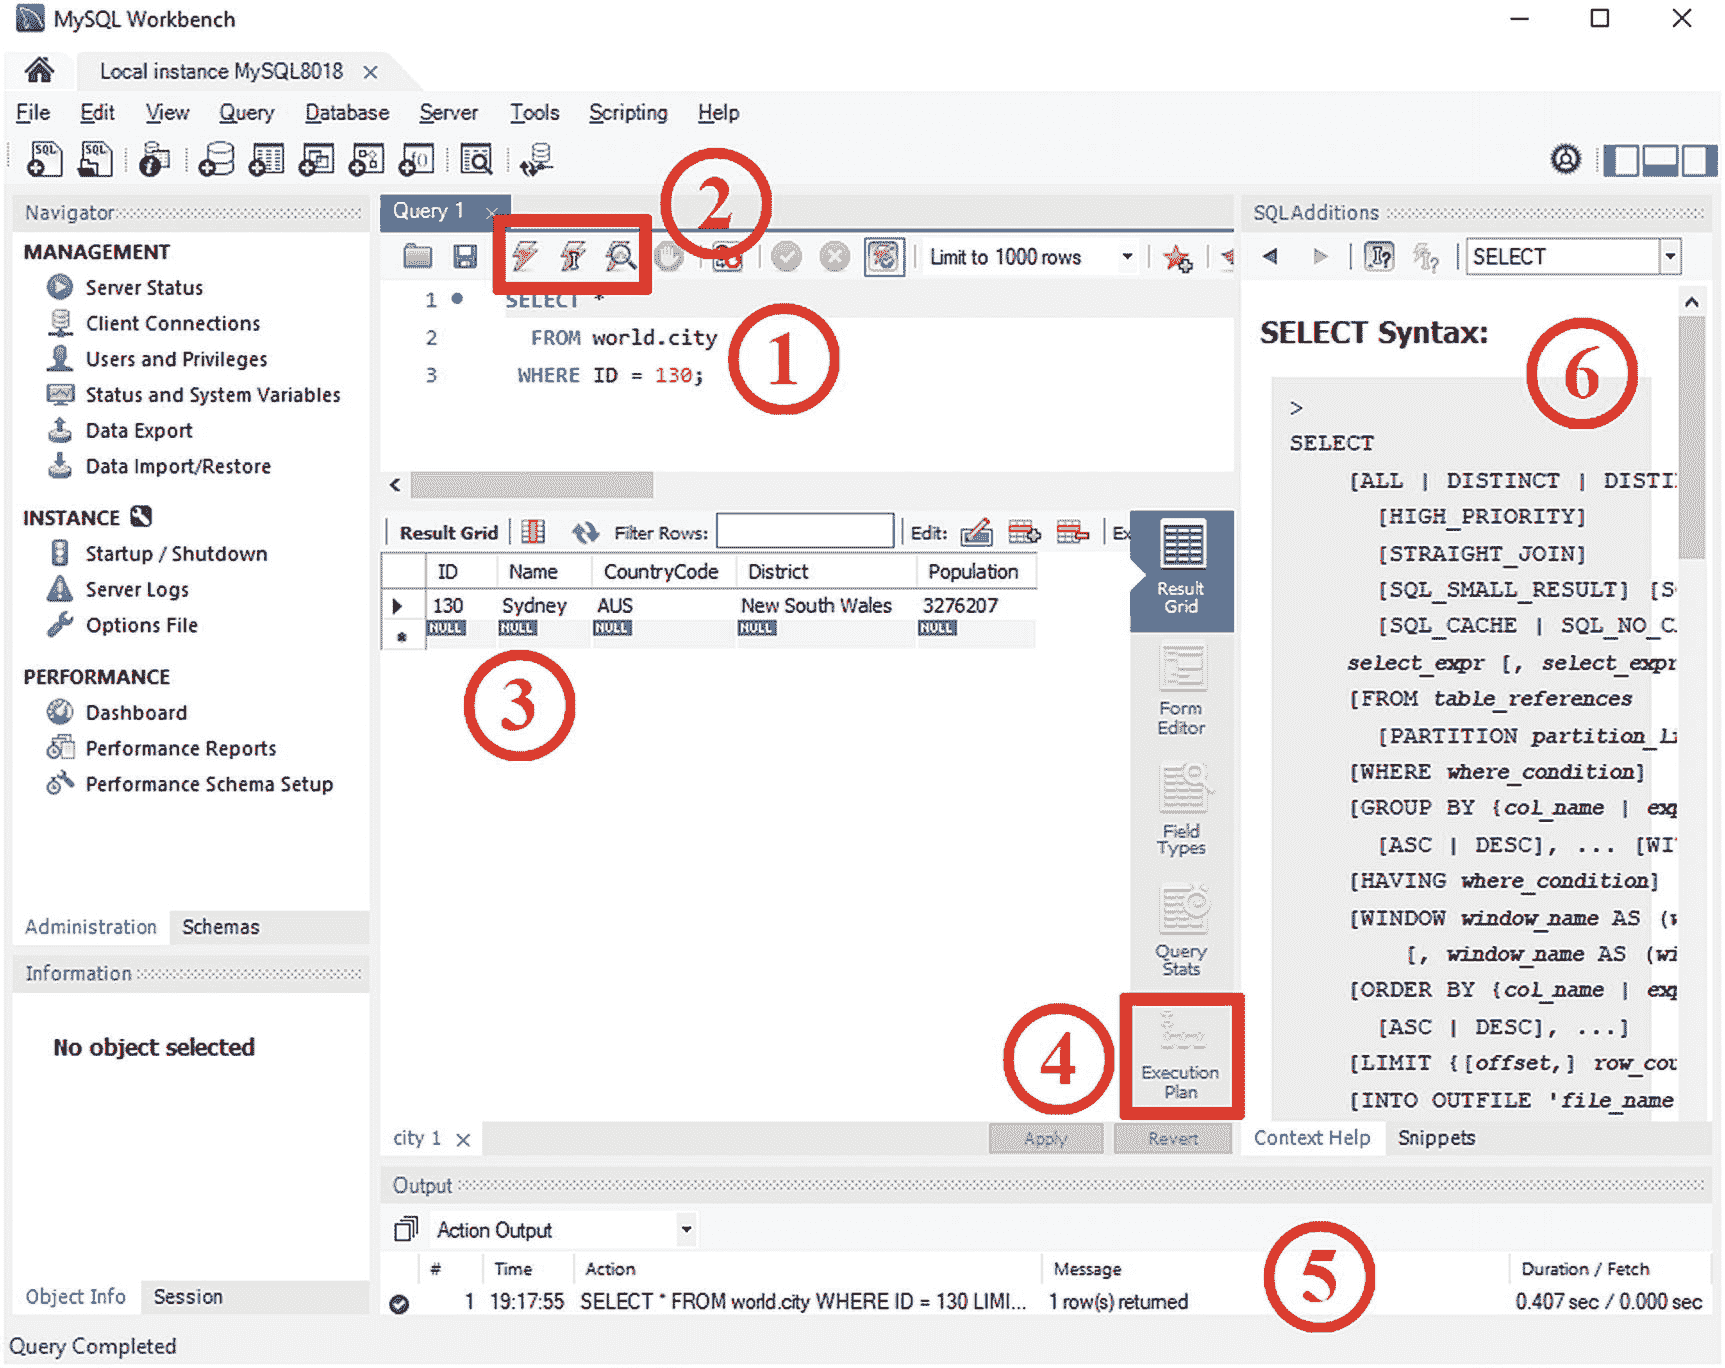 MySQL Workbench
Local instance MySQL8018
File Edit View Query Database Server Tools Scripting Help
SQL SQL
Navigator
MANAGEMENT
Server Status
Client Connections
Users and Privileges
Status and System Variables
Data Export
Data Import/Restore
INSTANCE
Startup / Shutdown
Server Logs
Options File
PERFORMANCE
Dashboard
Performance Reports
Performance Schema Setup
Administration Schemas
Information
No object selected
Object Info Session
Query Completed
Query 1
2
Limit to 1000 rows
1 SELECT *
2 FROM world.city
3 WHERE ID = 130;
1
Result Grid Filter Rows: Edit: Ex
ID Name CountryCode District Population
130 Sydney AUS New South Wales 3276207
NULL NULL NULL NULL NULL
3
Result
Grid
Form
Editor
Field
Types
Query
Stats
4
Execution
Plan
city 1 Apply Revert
SQLAdditions
SELECT
SELECT Syntax:
6
>
SELECT
[ALL | DISTINCT | DISTI
[HIGH_PRIORITY]
[STRAIGHT_JOIN]
[SQL_SMALL_RESULT] [S
[SQL_CACHE | SQL_NO_C
select_expr [, select_expr
[FROM table_references
[PARTITION partition_li
[WHERE where_condition]
[GROUP BY {col_name | exp
[ASC | DESC], ... [WI
[HAVING where_condition]
[WINDOW window_name AS (w
[, window_name AS (wi
[ORDER BY {col_name | exp
[ASC | DESC], ...]
[LIMIT {[offset,] row_cou
[INTO OUTFILE 'file_name
Context Help Snippets
Output
Action Output
5
# Time Action Message Duration / Fetch
1 19:17:55 SELECT * FROM world.city WHERE ID = 130 LIMI... 1 row(s) returned 0.407 sec / 0.000 sec